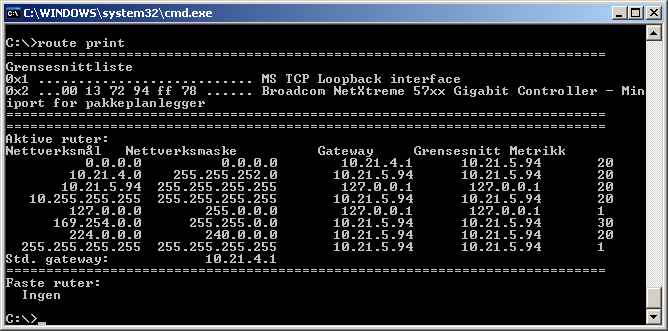 C:\WINDOWS\system32\cmd.exe
C:\>route print
===========================================================================
Grensesnittliste
0x1 ........................... MS TCP Loopback interface
0x2 ...00 13 72 94 ff 78 ...... Broadcom NetXtreme 57xx Gigabit Controller - Min
iport for pakkeplanlegger
===========================================================================
===========================================================================
Aktive ruter:
Nettverksmål   Nettverksmaske          Gateway     Grensesnitt Metrikk
0.0.0.0          0.0.0.0        10.21.4.1      10.21.5.94      20
10.21.4.0    255.255.252.0       10.21.5.94      10.21.5.94      20
10.21.5.94  255.255.255.255        127.0.0.1       127.0.0.1      20
10.255.255.255  255.255.255.255       10.21.5.94      10.21.5.94      20
127.0.0.0        255.0.0.0        127.0.0.1       127.0.0.1      1
169.254.0.0      255.255.0.0       10.21.5.94      10.21.5.94      30
224.0.0.0        240.0.0.0       10.21.5.94      10.21.5.94      20
255.255.255.255  255.255.255.255       10.21.5.94      10.21.5.94      1
Std. gateway:            10.21.4.1
===========================================================================
Faste ruter:
Ingen
C:\>_